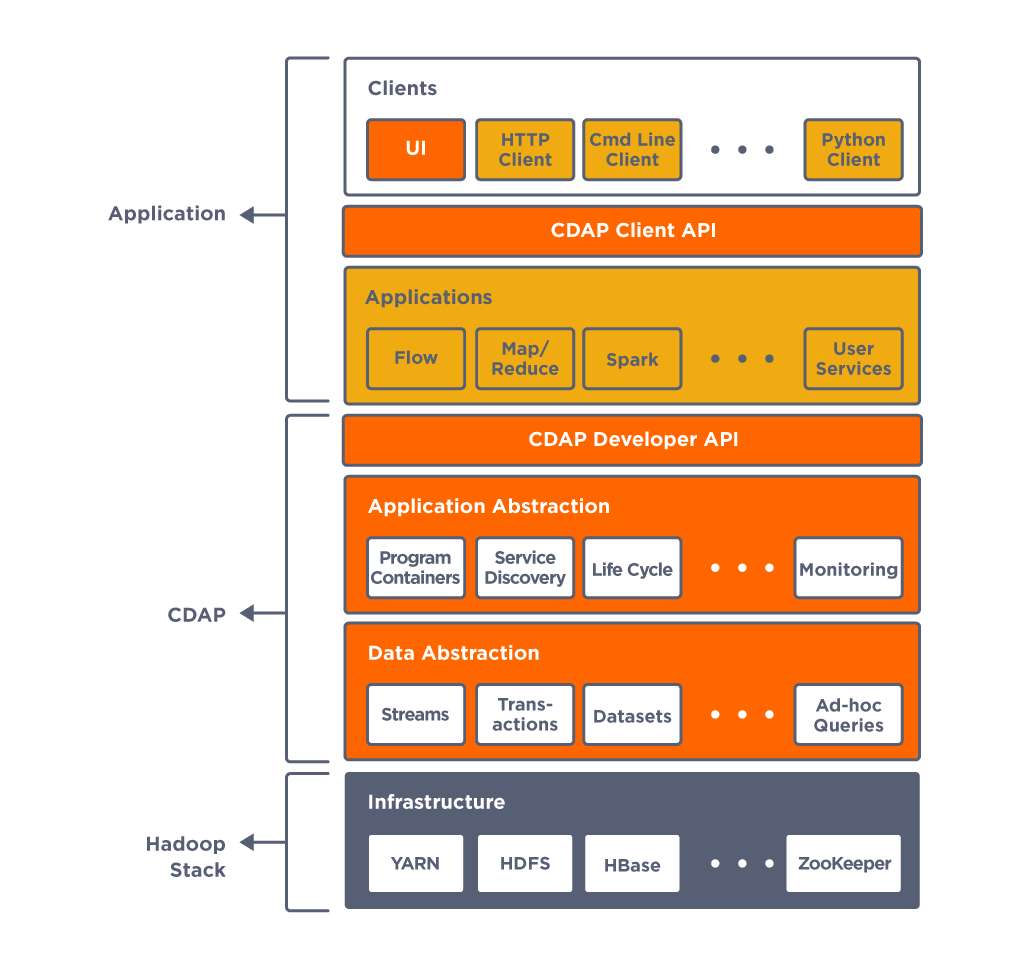 Clients
UI
HTTP
Client
Cmd Line
Client
Python
Client
Application
CDAP Client API
Applications
Flow
Map/
Reduce
Spark
User
Services
CDAP Developer API
Application Abstraction
Program
Containers
Service
Discovery
Life Cycle
Monitoring
CDAP
Data Abstraction
Streams
Trans-
actions
Datasets
Ad-hoc
Queries
Infrastructure
Hadoop
Stack
YARN
HDFS
HBase
ZooKeeper